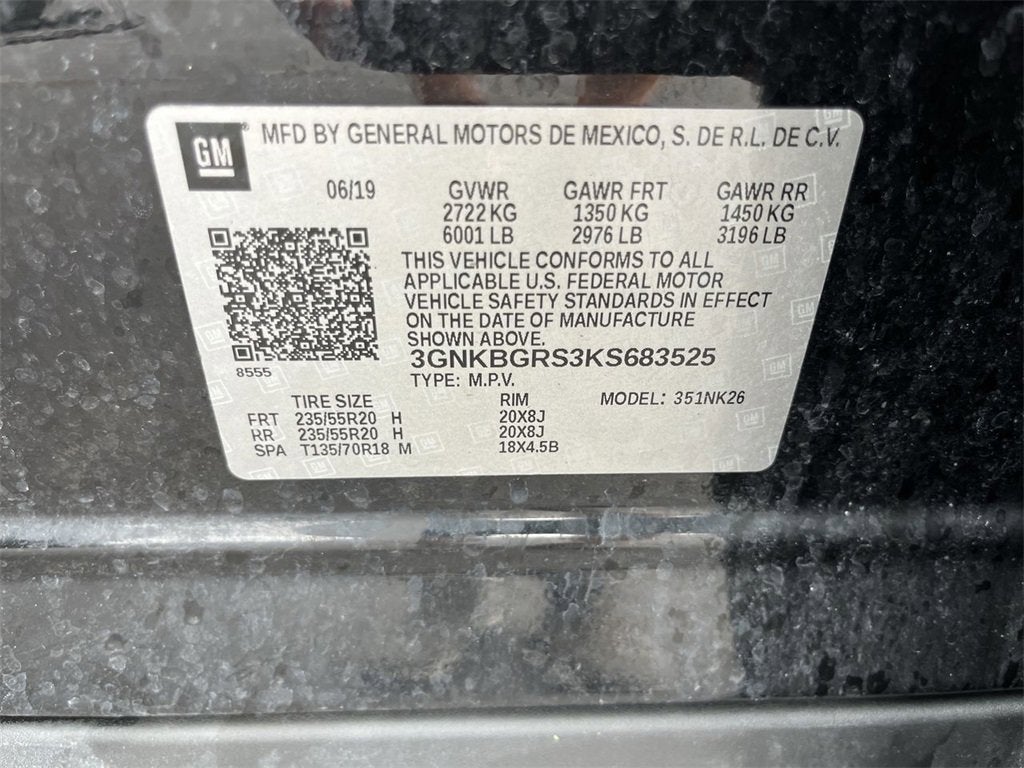 GM® MFD BY GENERAL MOTORS DE MEXICO, S. DE R.L. DE C.V.
06/19 GVWR GAWR FRT GAWR RR
2722 KG 1350 KG 1450 KG
6001 LB 2976 LB 3196 LB
THIS VEHICLE CONFORMS TO ALL
APPLICABLE U.S. FEDERAL MOTOR
VEHICLE SAFETY STANDARDS IN EFFECT
ON THE DATE OF MANUFACTURE
SHOWN ABOVE.
8555
3GNKBGRS3KS683525
TYPE: M.P.V.
TIRE SIZE RIM MODEL: 351NK26
FRT 235/55R20 H 20X8J
RR 235/55R20 H 20X8J
SPA T135/70R18 M 18X4.5B